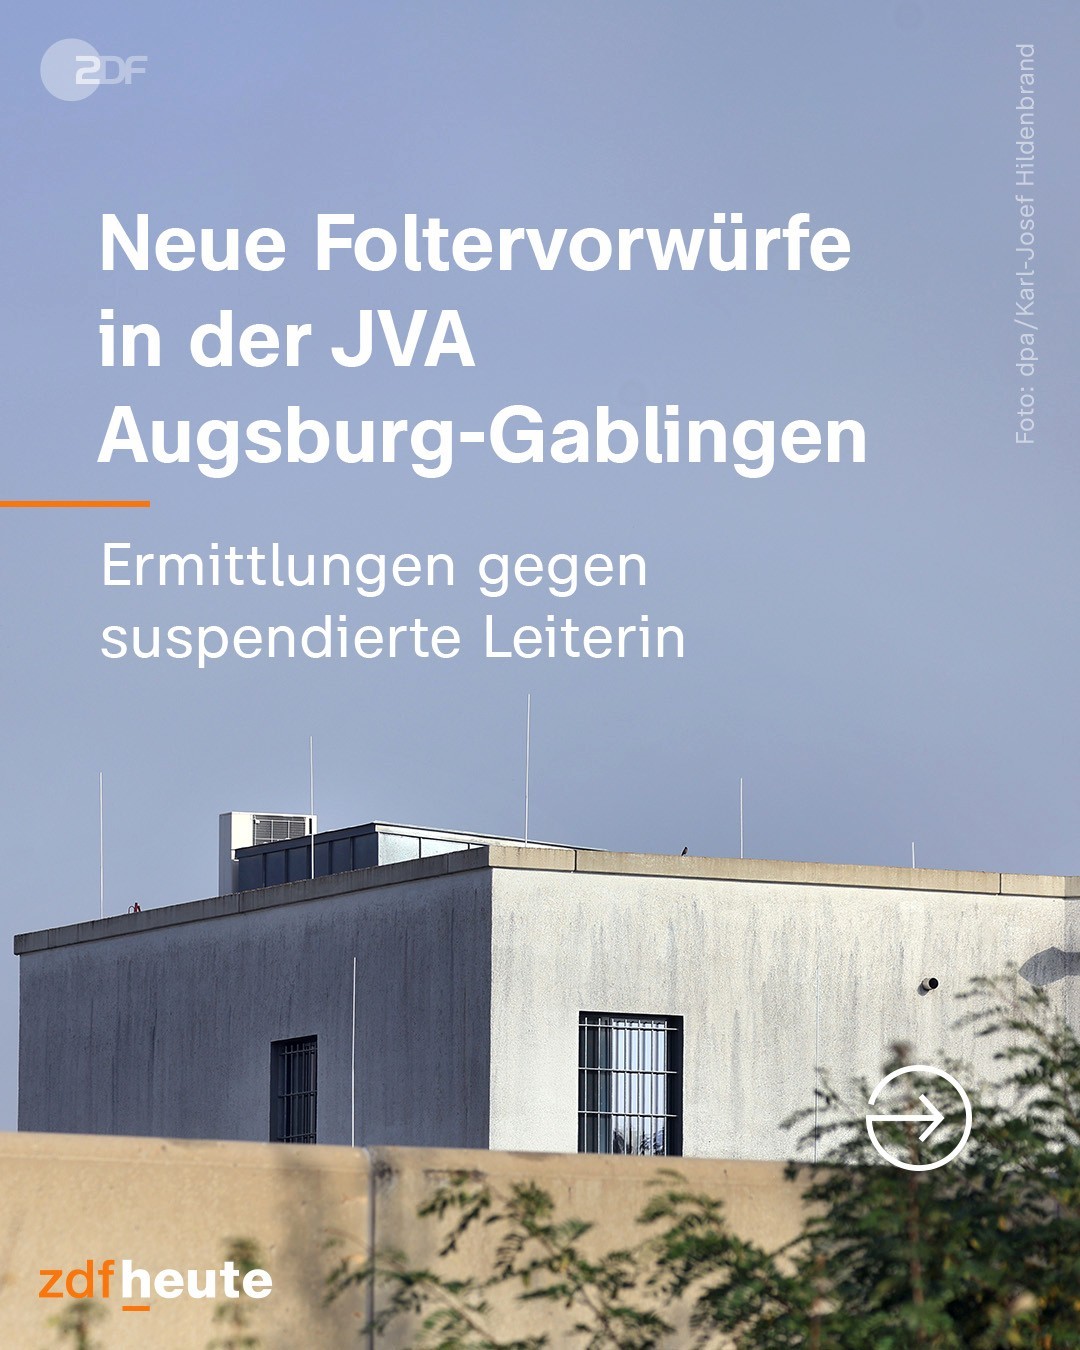 ZDF
Foto: dpa/Karl-Josef Hildenbrand
Neue Foltervorwürfe
in der JVA
Augsburg-Gablingen
Ermittlungen gegen
suspendierte Leiterin
zdfheute